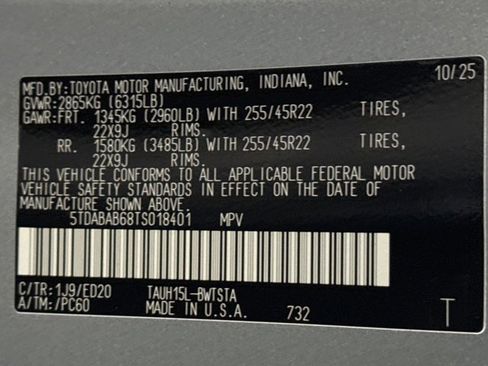 MFD.BY:TOYOTA MOTOR MANUFACTURING, INDIANA, INC. 10/25
GVWR: 2865KG (6315LB)
GAWR:FRT. 1345KG (2960LB) WITH 255/45R22 TIRES,
22X9J RIMS.
RR. 1580KG (3485LB) WITH 255/45R22 TIRES,
22X9J RIMS.
THIS VEHICLE CONFORMS TO ALL APPLICABLE FEDERAL MOTOR
VEHICLE SAFETY STANDARDS IN EFFECT ON THE DATE OF
MANUFACTURE SHOWN ABOVE.
5TDABAB68TS018401 MPV
C/TR: 1J9/ED20 TAUH15L-BWTSTA
A/TM: /PC60 MADE IN U.S.A. 732 T